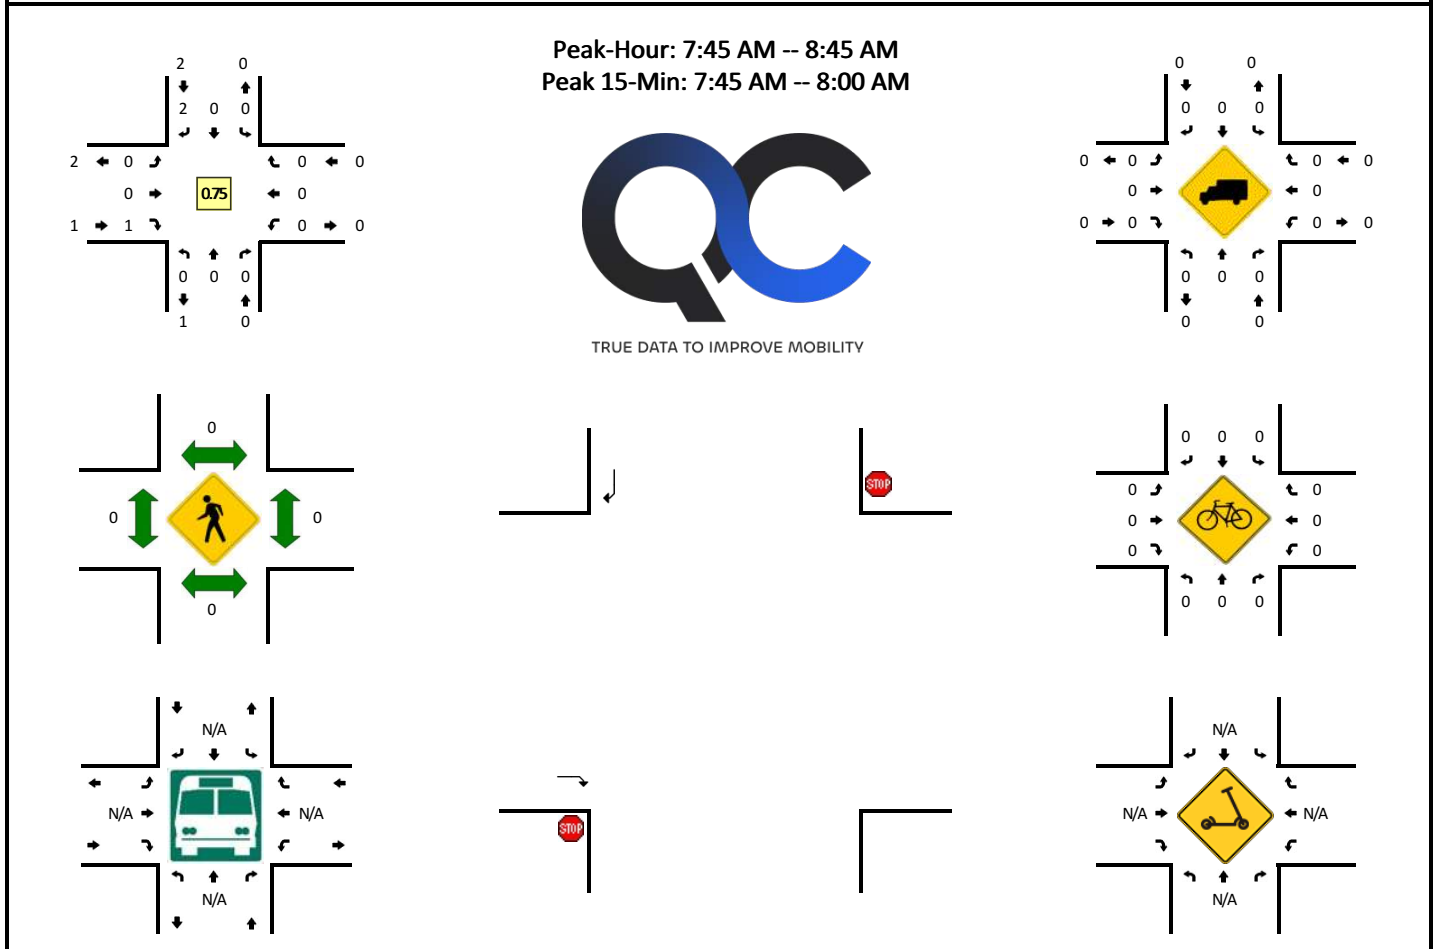 Peak-Hour: 7:45 AM -- 8:45 AM
Peak 15-Min: 7:45 AM -- 8:00 AM
2 0
2 0 0
2 0 0 0
0 0.75 0
1 1 0 0
0 0 0
1 0
QC
TRUE DATA TO IMPROVE MOBILITY
0 0
0 0 0
0 0 0 0
0 0
0 0 0 0
0 0 0
0 0
0
0 0
0
STOP
STOP
0 0 0
0 0
0 0
0 0
0 0 0
N/A
N/A N/A
N/A
N/A
N/A N/A
N/A